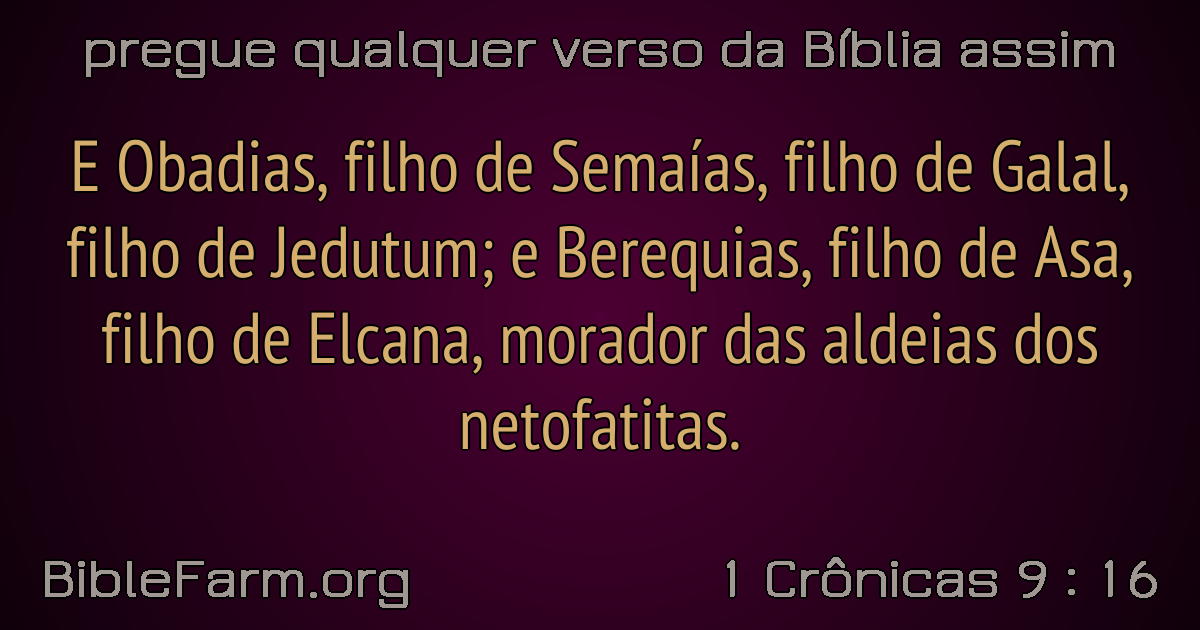 pregue qualquer verso da Bíblia assim
E Obadias, filho de Semaías, filho de Galal,
filho de Jedutum; e Berequias, filho de Asa,
filho de Elcana, morador das aldeias dos
netofatitas.
BibleFarm.org
1 Crônicas 9 : 16